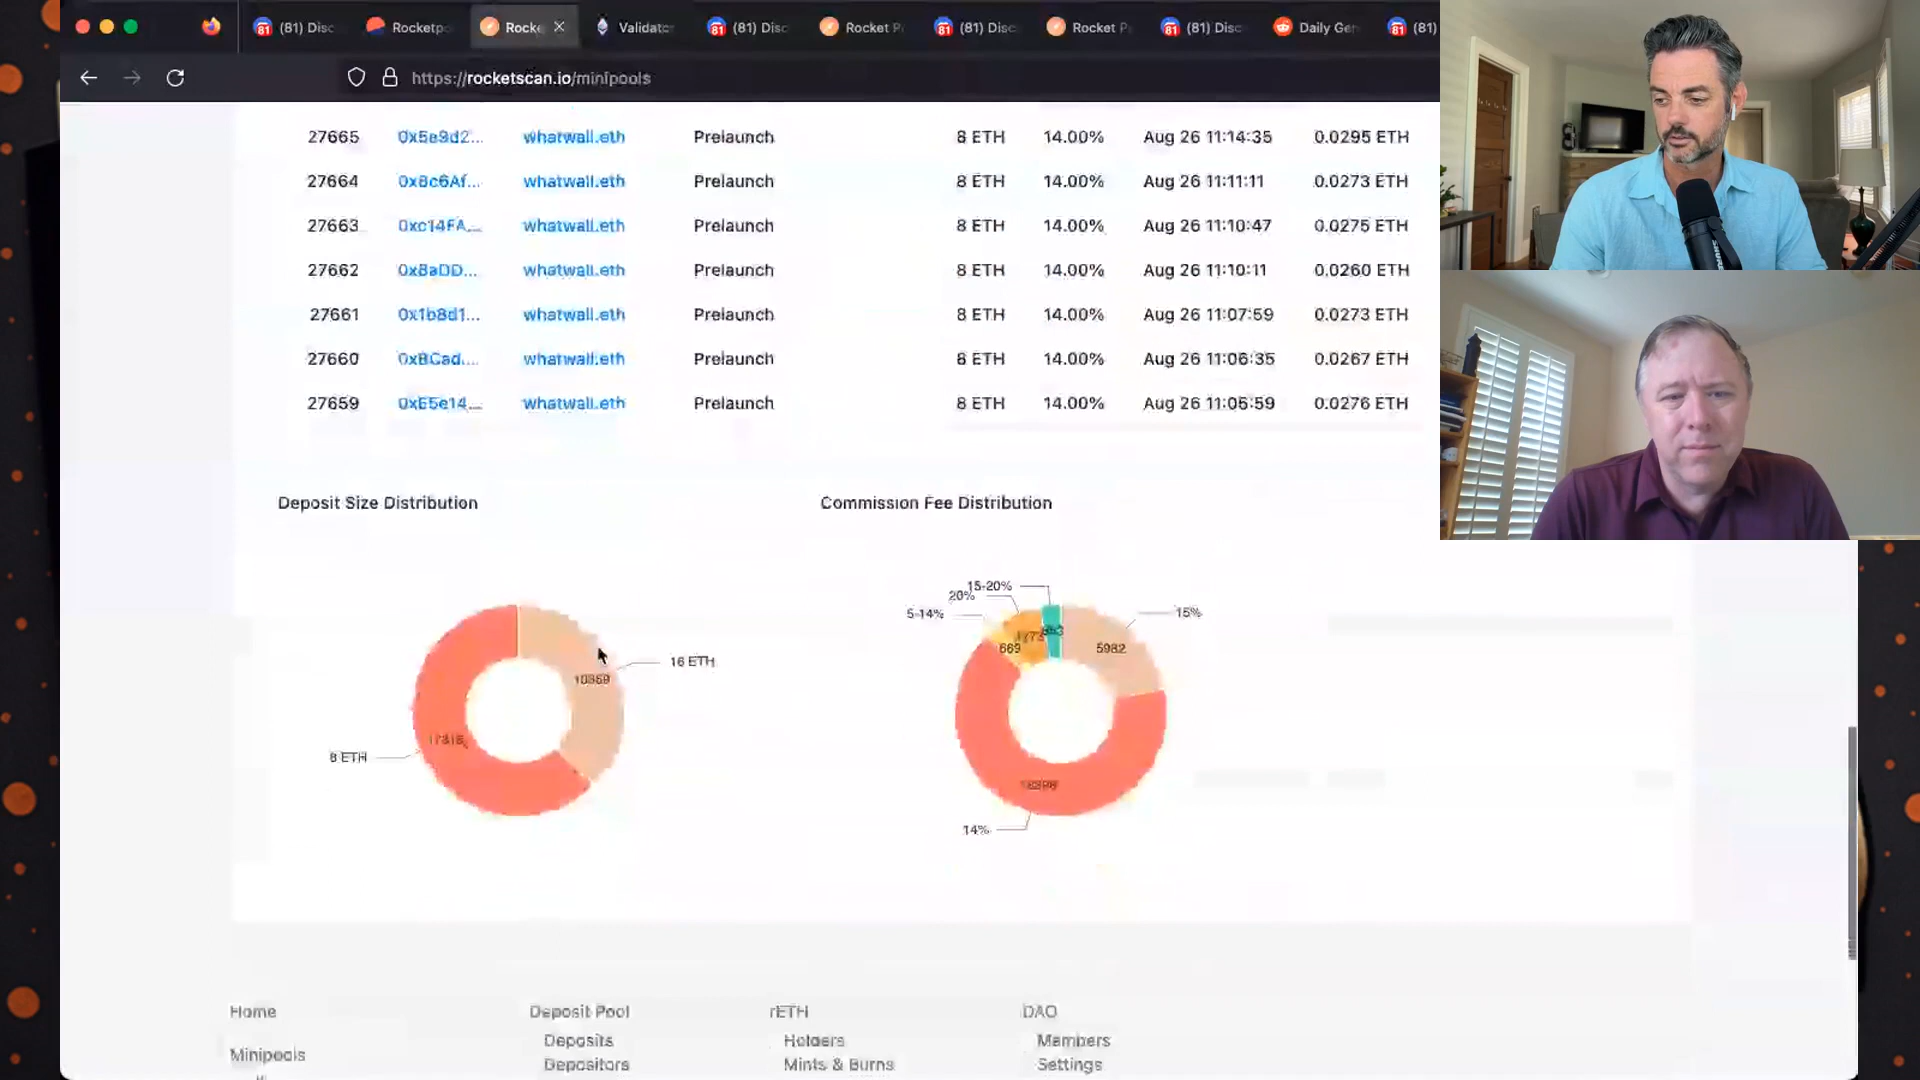 (81) Disc Rocketpo Rocke Validato (81) Disc Rocket P (81) Disc Rocket P (81) Disc Daily Gen (81)
https://rocketscan.io/minipools
27665 0x5a9d2... whatwall.eth Prelaunch 8 ETH 14.00% Aug 26 11:14:35 0.0295 ETH
27664 0x8c6Af... whatwall.eth Prelaunch 8 ETH 14.00% Aug 26 11:11:11 0.0273 ETH
27663 0xc14FA... whatwall.eth Prelaunch 8 ETH 14.00% Aug 26 11:10:47 0.0275 ETH
27662 0x8aDD... whatwall.eth Prelaunch 8 ETH 14.00% Aug 26 11:10:11 0.0260 ETH
27661 0x1b8d1... whatwall.eth Prelaunch 8 ETH 14.00% Aug 26 11:07:59 0.0273 ETH
27660 0xBCad... whatwall.eth Prelaunch 8 ETH 14.00% Aug 26 11:06:35 0.0267 ETH
27659 0xE5e14... whatwall.eth Prelaunch 8 ETH 14.00% Aug 26 11:05:59 0.0276 ETH
Deposit Size Distribution
Commission Fee Distribution
16 ETH
8 ETH
15-20%
20%
5-14%
15%
669
5982
14%
Home
Minipools
Deposit Pool
Deposits
Depositors
rETH
Holders
Mints & Burns
DAO
Members
Settings